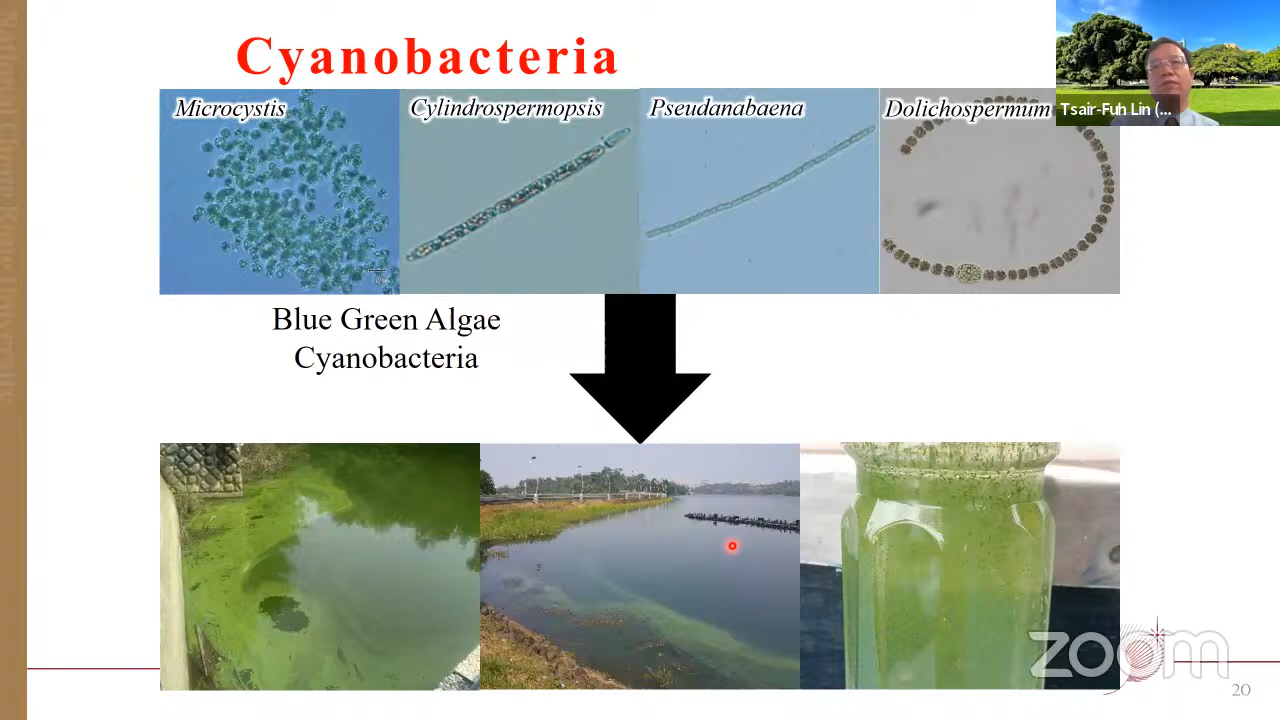 Cyanobacteria
Microcystis
Cylindrospermopsis
Pseudanabaena
Dolichospermum
Tsair-Fuh Lin (...
Blue Green Algae
Cyanobacteria
zoom
20